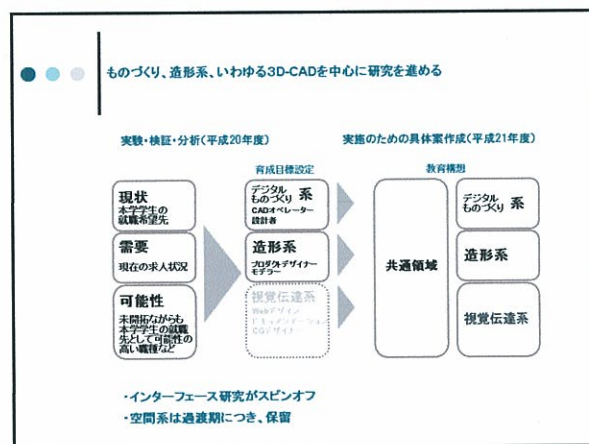 ものづくり、造形系、いわゆる3D-CADを中心に研究を進める
実験・検証・分析(平成20年度)
実施のための具体案作成(平成21年度)
育成目標設定
教育構想
現状
本学学生の
就職希望先
需要
現在の求人状況
可能性
未開拓ながらも
本学学生の就職
先として可能性の
高い職種など
デジタル
ものづくり 系
CADオペレーター
設計者
造形系
プロダクトデザイナー
モデラー
視覚伝達系
Webデザイン
ドキュメンテーション
CGデザイナー
共通領域
デジタル
ものづくり 系
造形系
視覚伝達系
・インターフェース研究がスピンオフ
・空間系は過渡期につき、保留